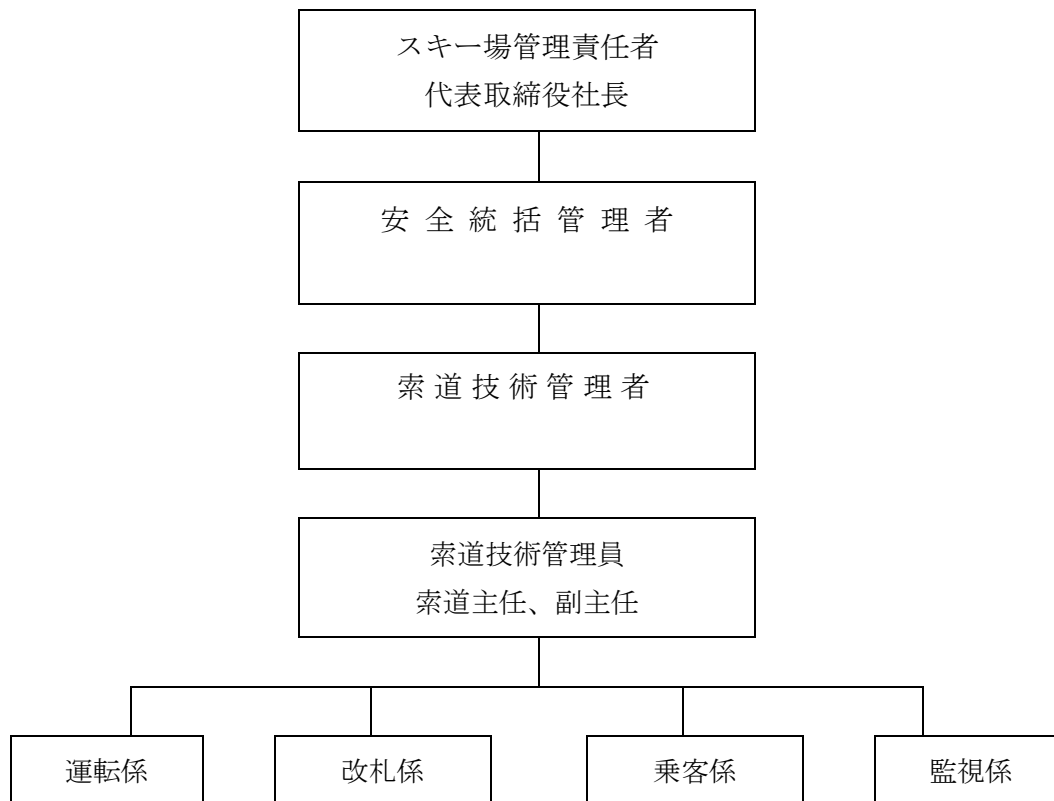 スキー場管理責任者
代表取締役社長
安全統括管理者
索道技術管理者
索道技術管理員
索道主任、副主任
運転係
改札係
乗客係
監視係